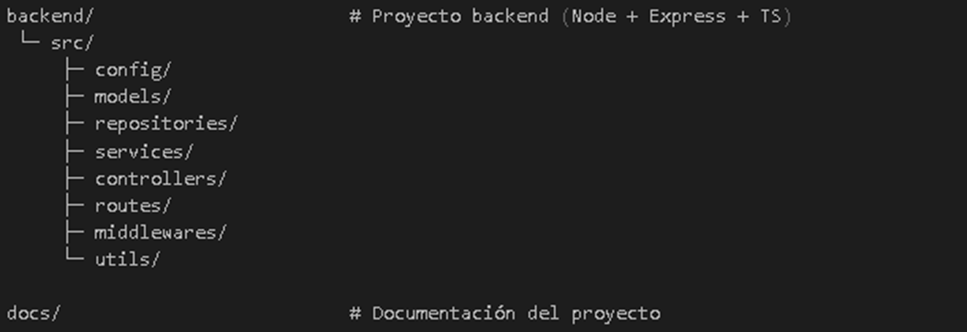 backend/                        # Proyecto backend (Node + Express + TS)
 └─ src/
     ├─ config/
     ├─ models/
     ├─ repositories/
     ├─ services/
     ├─ controllers/
     ├─ routes/
     ├─ middlewares/
     └─ utils/
docs/                           # Documentación del proyecto